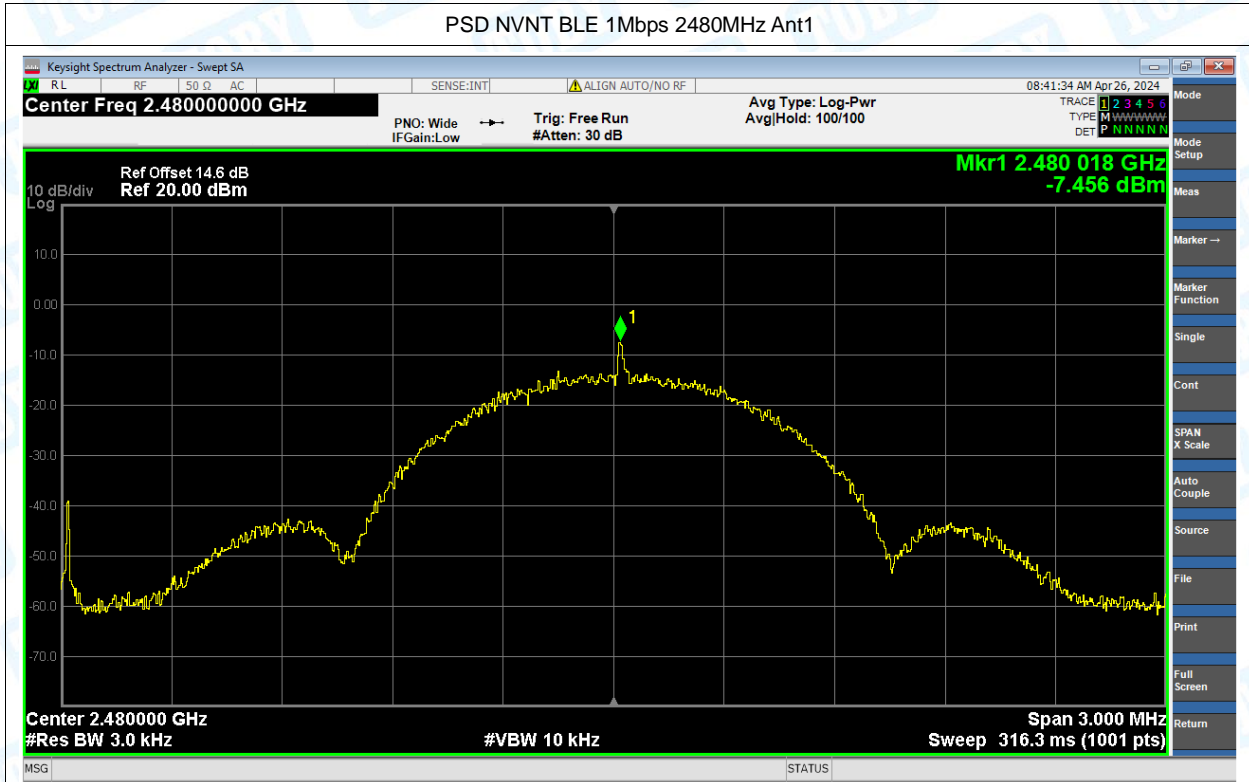 PSD NVNT BLE 1Mbps 2480MHz Ant1
Keysight Spectrum Analyzer - Swept SA
LXI RL RF 50 Ω AC SENSE:INT ALIGN AUTO/NO RF 08:41:34 AM Apr 26, 2024
Center Freq 2.480000000 GHz
PNO: Wide
IFGain:Low
Trig: Free Run
#Atten: 30 dB
Avg Type: Log-Pwr
Avg|Hold: 100/100
TRACE 1 2 3 4 5 6
TYPE M WWWWW
DET P N N N N N
Mkr1 2.480 018 GHz
-7.456 dBm
Ref Offset 14.6 dB
10 dB/div Ref 20.00 dBm
Log
10.0
0.00
-10.0
-20.0
-30.0
-40.0
-50.0
-60.0
-70.0
1
Center 2.480000 GHz
Span 3.000 MHz
#Res BW 3.0 kHz
#VBW 10 kHz
Sweep 316.3 ms (1001 pts)
MSG
STATUS
Mode
Mode
Setup
Meas
Marker→
Marker
Function
Single
Cont
SPAN
X Scale
Auto
Couple
Source
File
Print
Full
Screen
Return